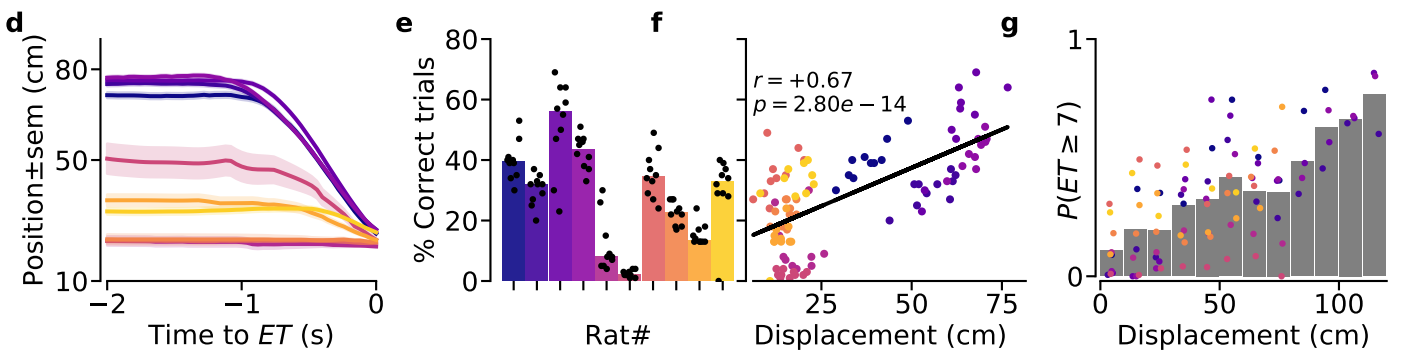 d
Position±sem (cm)
80
50
10
−2
−1
0
Time to ET (s)
e
% Correct trials
80
60
40
20
0
Rat#
f
r = +0.67
p = 2.80e − 14
25
50
75
Displacement (cm)
g
P(ET ≥ 7)
1
0
0
50
100
Displacement (cm)